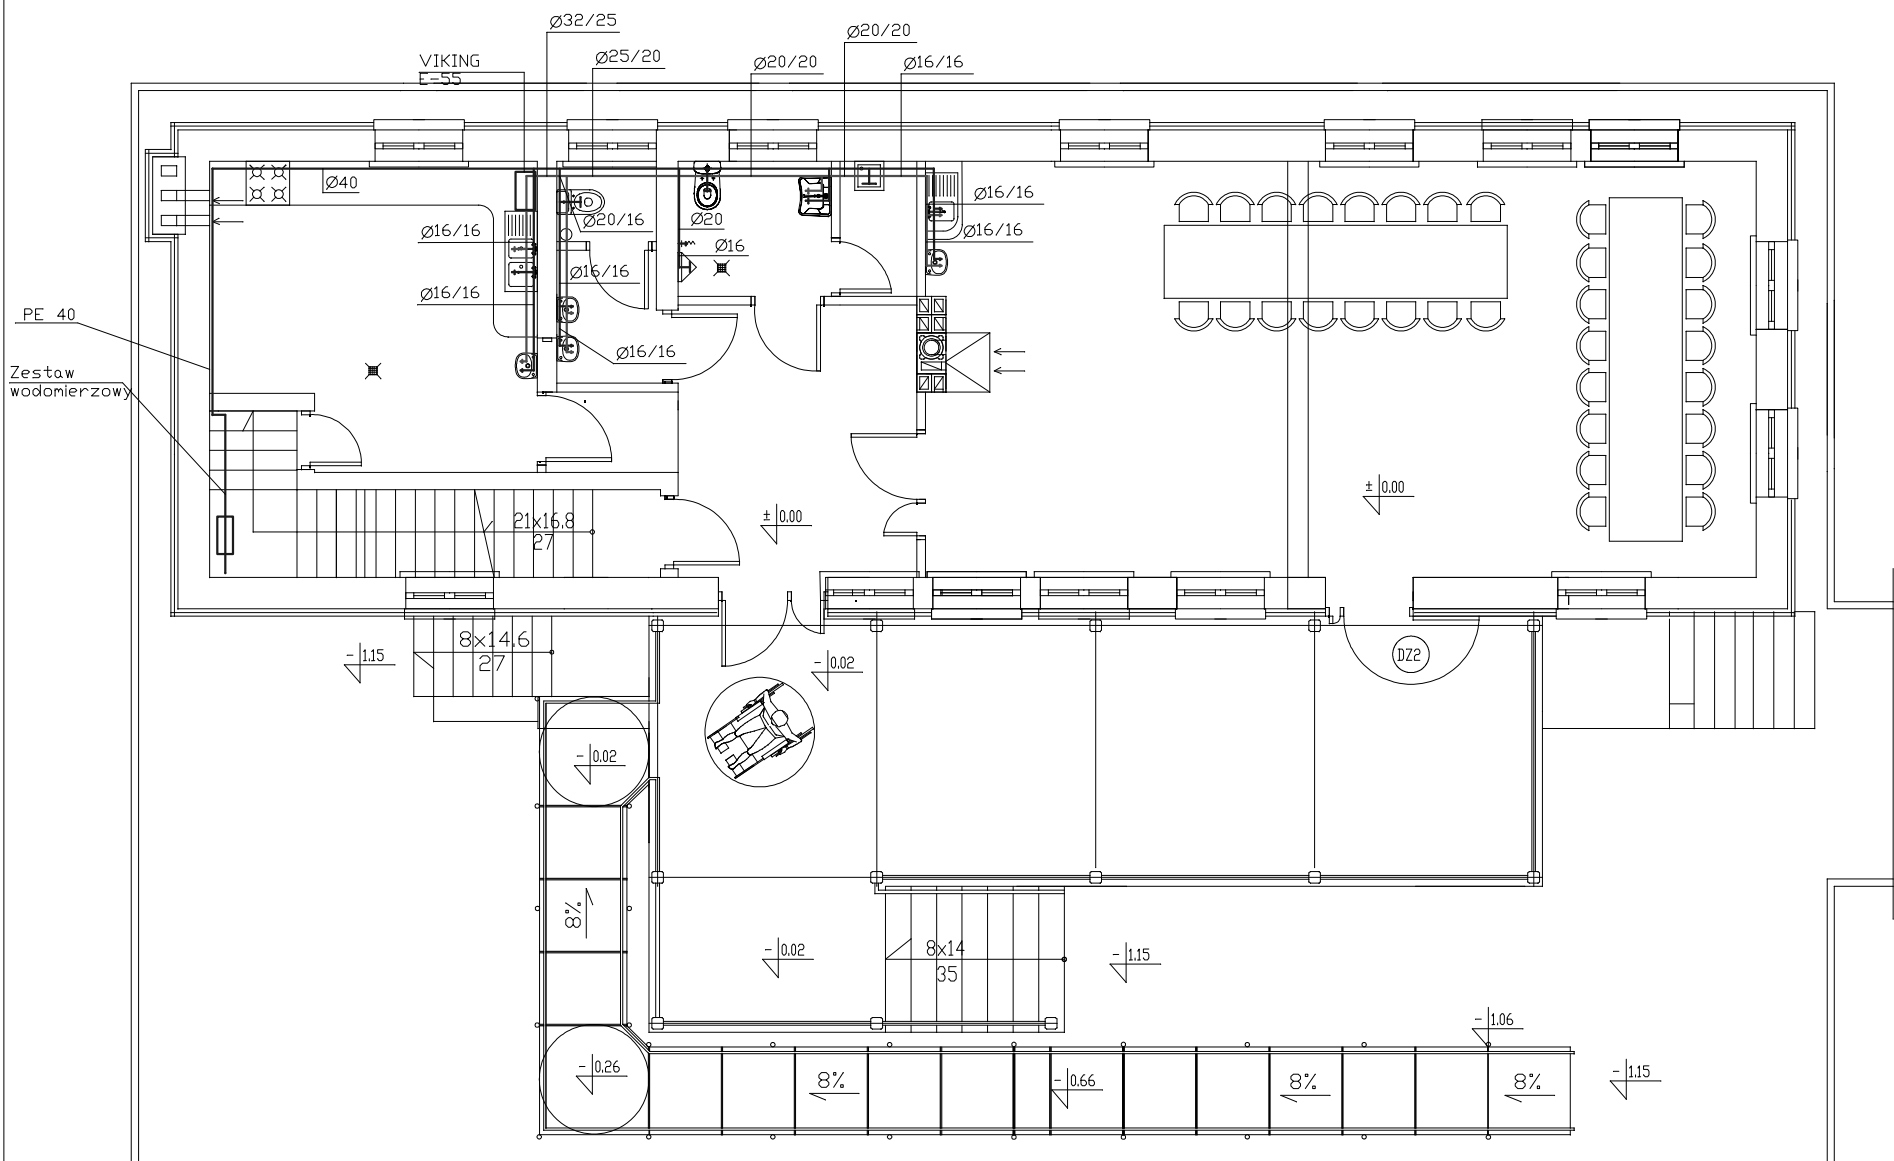 Ø32/25
Ø20/20
VIKING
E-55
Ø25/20
Ø20/20
Ø16/16
Ø40
Ø16/16
Ø20/16
Ø20
Ø16/16
Ø16
Ø16/16
Ø16/16
Ø16/16
PE 40
Ø16/16
Zestaw
wodomierzowy
± 0.00
± 0.00
21x16,8
27
8x14,6
27
- 1.15
- 0.02
DZ2
- 0.02
8%
- 0.02
8x14
35
- 1.15
- 1.06
- 0.26
8%
- 0.66
8%
8%
- 1.15